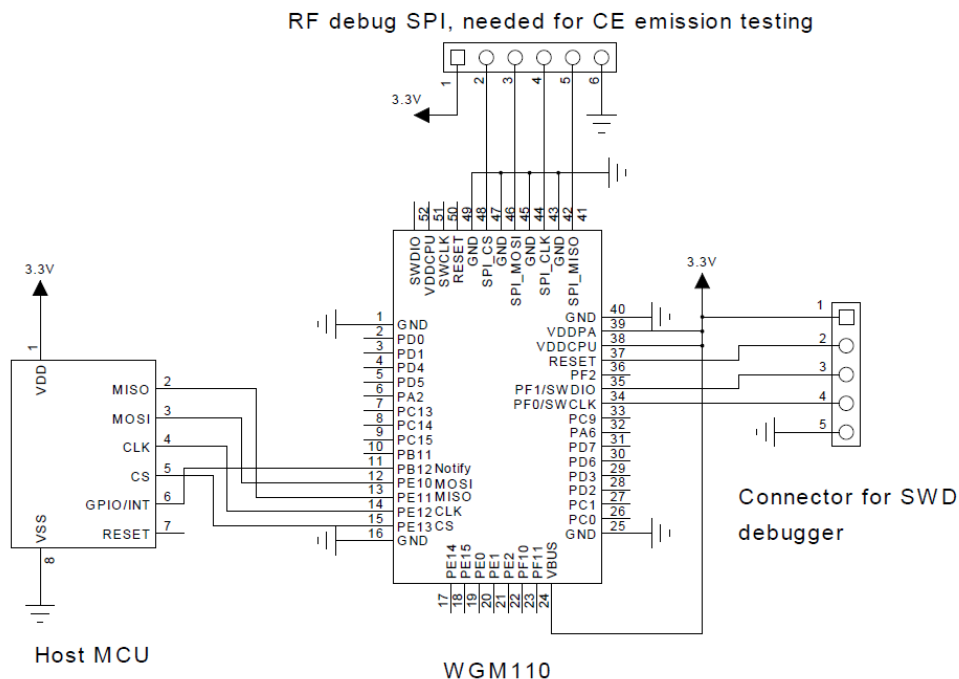 RF debug SPI, needed for CE emission testing
1 2 3 4 5 6
3.3V
52 51 50 49 48 47 46 45 44 43 42 41
SWDIO
VDDCPU
SWCLK
RESET
GND
SPI_CS
GND
SPI_MOSI
GND
SPI_CLK
GND
SPI_MISO
3.3V
1
VDD
MISO 2
MOSI 3
CLK 4
CS 5
GPIO/INT 6
RESET 7
VSS
8
Host MCU
1 GND
2 PD0
3 PD1
4 PD4
5 PD5
6 PA2
7 PC13
8 PC14
9 PC15
10 PB11
11 PB12 Notify
12 PE10 MOSI
13 PE11 MISO
14 PE12 CLK
15 PE13 CS
16 GND
17 PE14
18 PE15
19 PE0
20 PE1
21 PE2
22 PF10
23 PF11
24 VBUS
WGM110
GND 40
VDDPA 39
VDDCPU 38
RESET 37
PF2 36
PF1/SWDIO 35
PF0/SWCLK 34
PC9 33
PA6 32
PD7 31
PD6 30
PD3 29
PD2 28
PC1 27
PC0 26
GND 25
3.3V
1
2
3
4
5
Connector for SWD
debugger